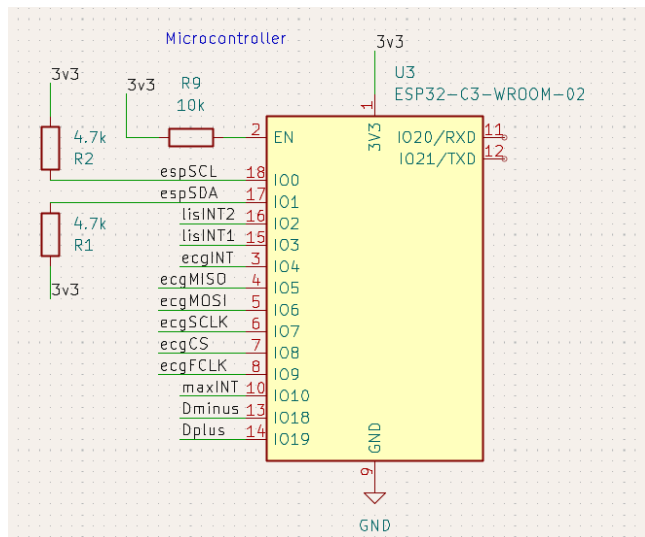 Microcontroller
3v3
3v3
3v3
R9
10k
U3
ESP32-C3-WROOM-02
4.7k
R2
1
3V3
2 EN
IO20/RXD 11
IO21/TXD 12
espSCL 18 IO0
espSDA 17 IO1
lisINT2 16 IO2
lisINT1 15 IO3
ecgINT 3 IO4
ecgMISO 4 IO5
ecgMOSI 5 IO6
ecgSCLK 6 IO7
ecgCS 7 IO8
ecgFCLK 8 IO9
maxINT 10 IO10
Dminus 13 IO18
Dplus 14 IO19
4.7k
R1
3v3
GND
9
GND